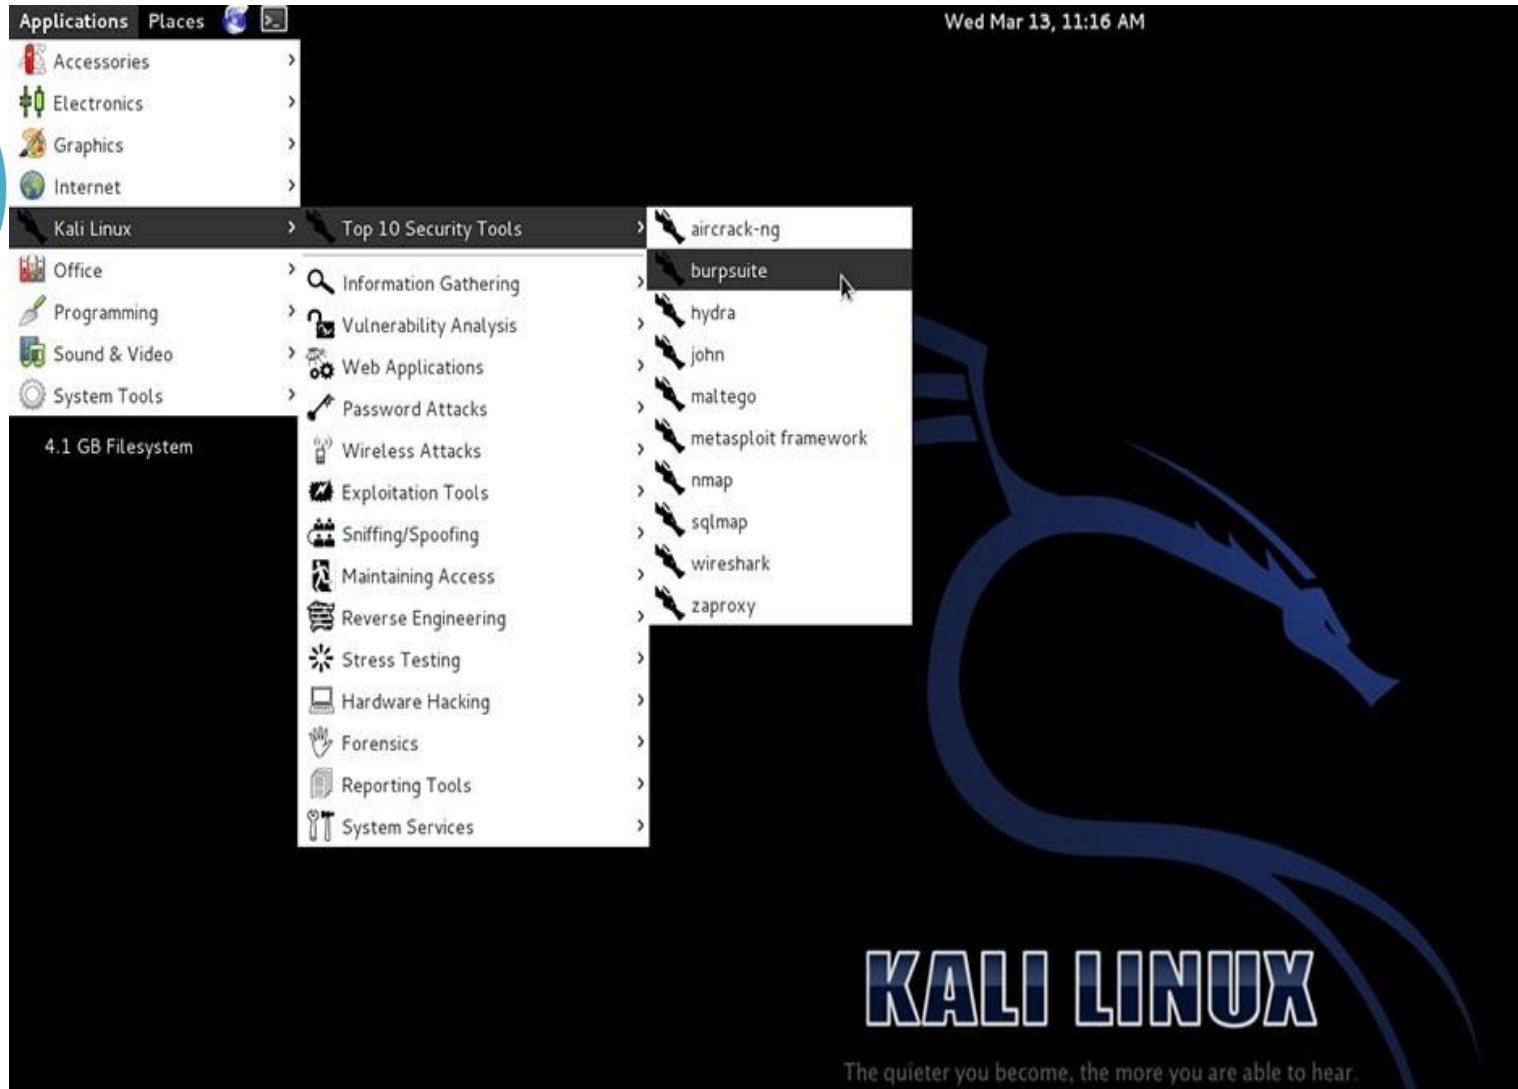 Applications Places Wed Mar 13, 11:16 AM
Accessories
Electronics
Graphics
Internet
Kali Linux
Office
Programming
Sound & Video
System Tools
4.1 GB Filesystem
Top 10 Security Tools
Information Gathering
Vulnerability Analysis
Web Applications
Password Attacks
Wireless Attacks
Exploitation Tools
Sniffing/Spoofing
Maintaining Access
Reverse Engineering
Stress Testing
Hardware Hacking
Forensics
Reporting Tools
System Services
aircrack-ng
burpsuite
hydra
john
maltego
metasploit framework
nmap
sqlmap
wireshark
zaproxy
KALI LINUX
The quieter you become, the more you are able to hear.